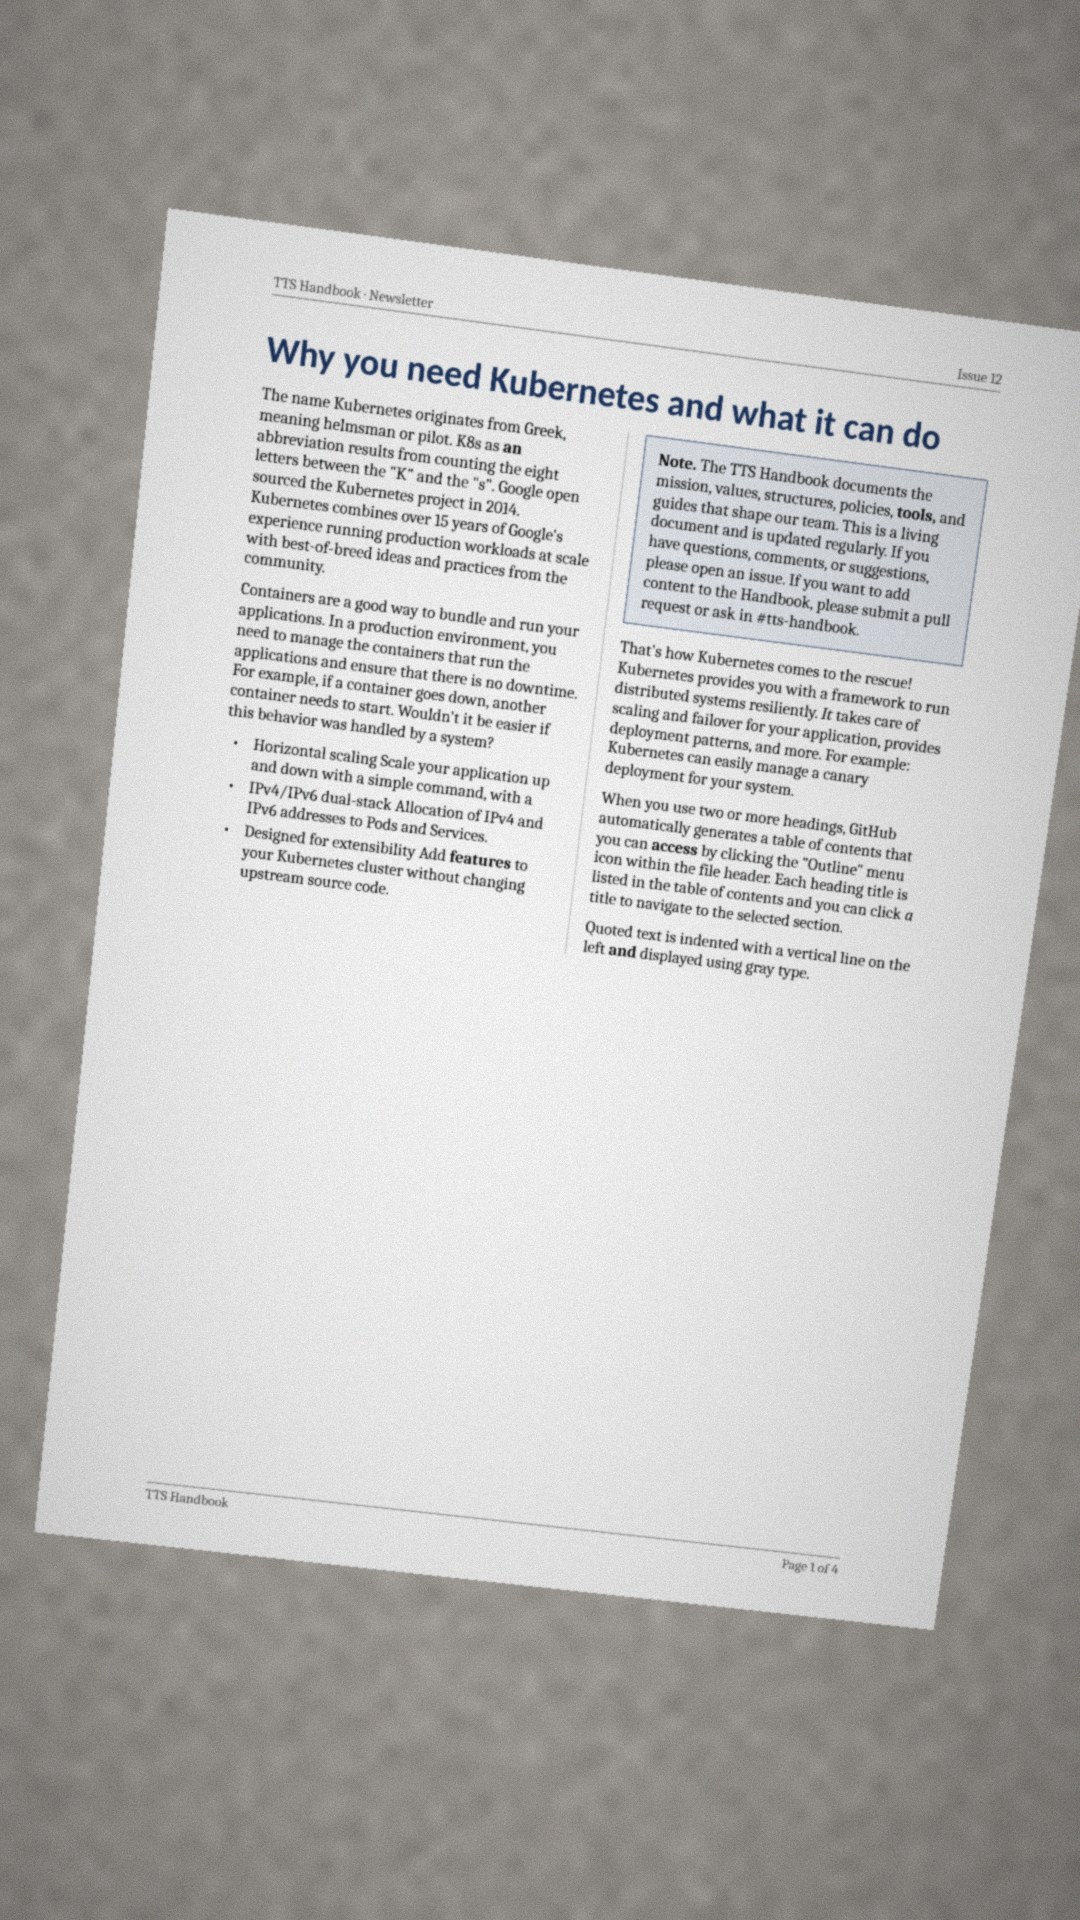 TTS Handbook · Newsletter
Issue 12
Why you need Kubernetes and what it can do
The name Kubernetes originates from Greek,
meaning helmsman or pilot. K8s as an
abbreviation results from counting the eight
letters between the "K" and the "s". Google open
sourced the Kubernetes project in 2014.
Kubernetes combines over 15 years of Google's
experience running production workloads at scale
with best-of-breed ideas and practices from the
community.
Containers are a good way to bundle and run your
applications. In a production environment, you
need to manage the containers that run the
applications and ensure that there is no downtime.
For example, if a container goes down, another
container needs to start. Wouldn't it be easier if
this behavior was handled by a system?
• Horizontal scaling Scale your application up
and down with a simple command, with a
• IPv4/IPv6 dual-stack Allocation of IPv4 and
IPv6 addresses to Pods and Services.
• Designed for extensibility Add features to
your Kubernetes cluster without changing
upstream source code.
Note. The TTS Handbook documents the
mission, values, structures, policies, tools, and
guides that shape our team. This is a living
document and is updated regularly. If you
have questions, comments, or suggestions,
please open an issue. If you want to add
content to the Handbook, please submit a pull
request or ask in #tts-handbook.
That's how Kubernetes comes to the rescue!
Kubernetes provides you with a framework to run
distributed systems resiliently. It takes care of
scaling and failover for your application, provides
deployment patterns, and more. For example:
Kubernetes can easily manage a canary
deployment for your system.
When you use two or more headings, GitHub
automatically generates a table of contents that
you can access by clicking the "Outline" menu
icon within the file header. Each heading title is
listed in the table of contents and you can click a
title to navigate to the selected section.
Quoted text is indented with a vertical line on the
left and displayed using gray type.
TTS Handbook
Page 1 of 4